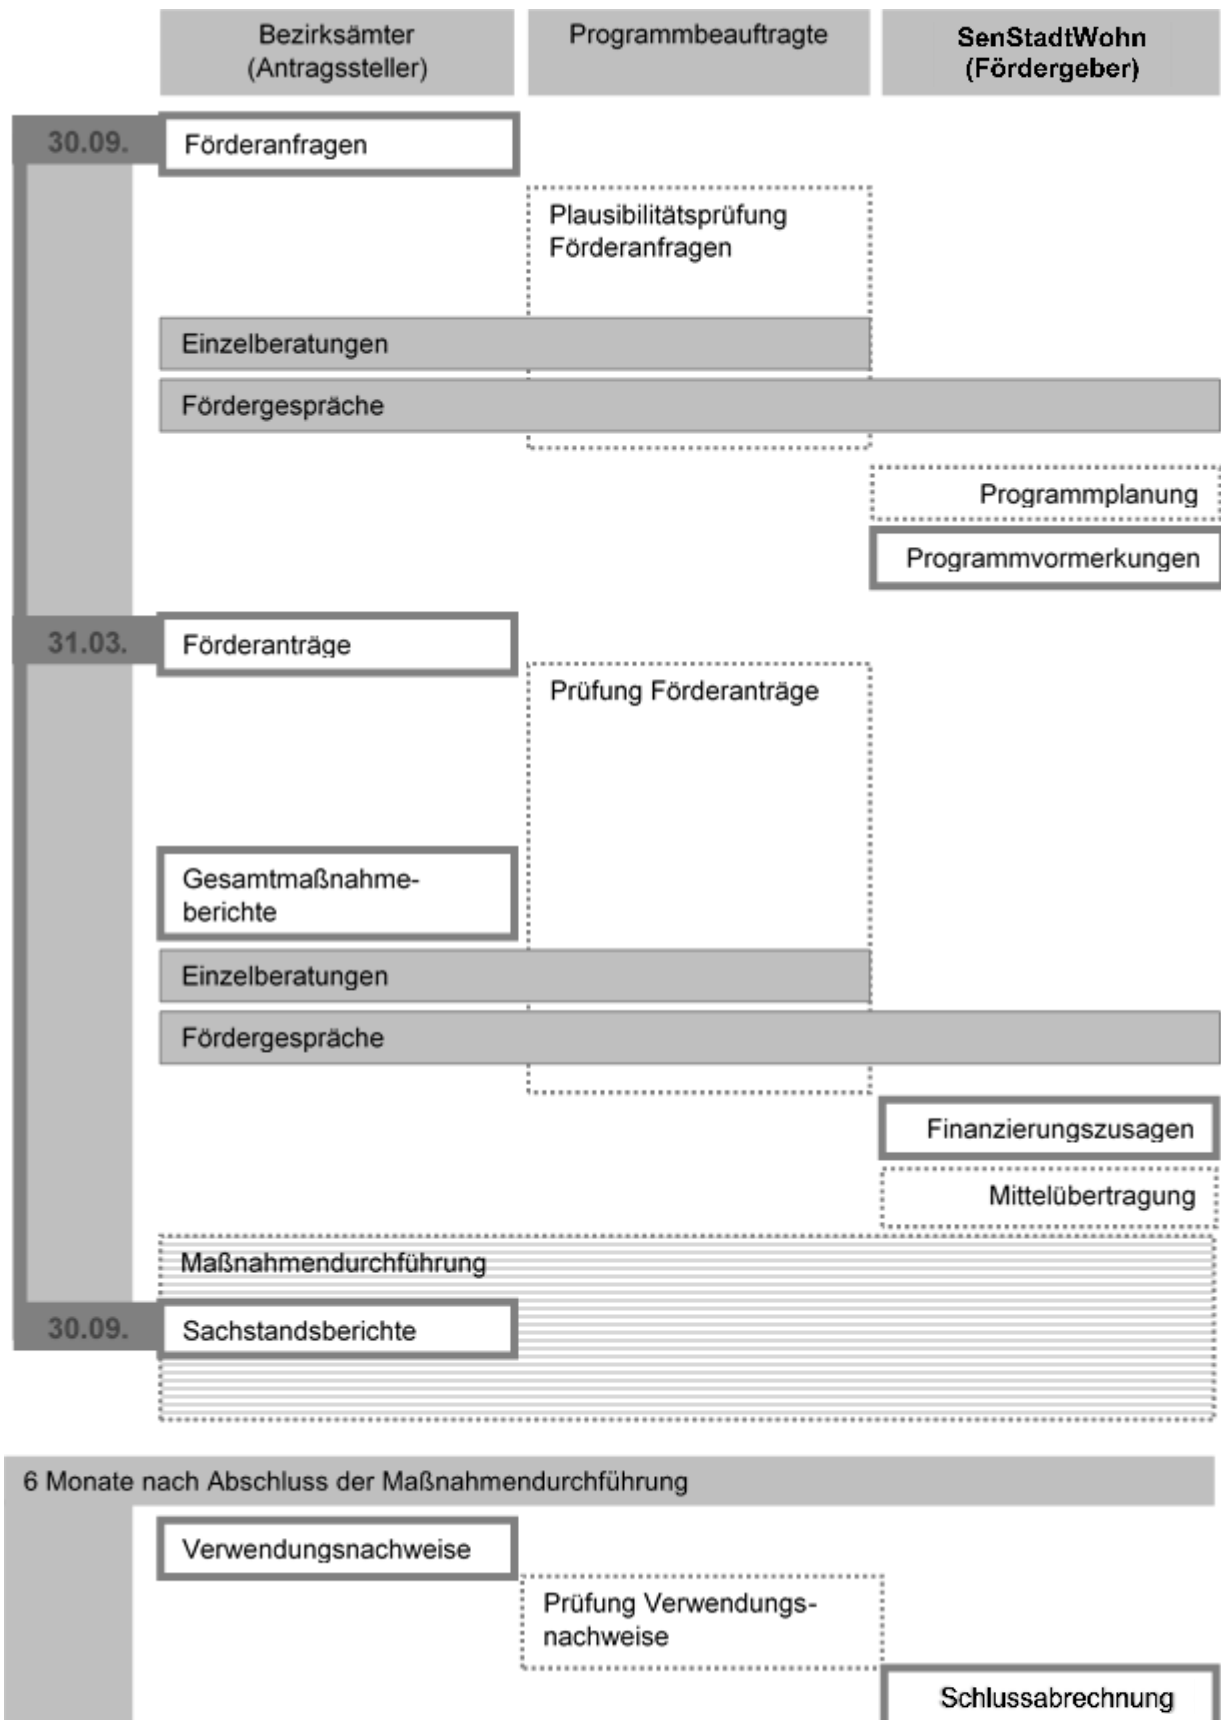 Bezirksämter
(Antragssteller)
Programmbeauftragte
SenStadtWohn
(Fördergeber)
30.09.
Förderanfragen
Plausibilitätsprüfung
Förderanfragen
Einzelberatungen
Fördergespräche
Programmplanung
Programmvormerkungen
31.03.
Förderanträge
Prüfung Förderanträge
Gesamtmaßnahme-
berichte
Einzelberatungen
Fördergespräche
Finanzierungszusagen
Mittelübertragung
Maßnahmendurchführung
30.09.
Sachstandsberichte
6 Monate nach Abschluss der Maßnahmendurchführung
Verwendungsnachweise
Prüfung Verwendungs-
nachweise
Schlussabrechnung